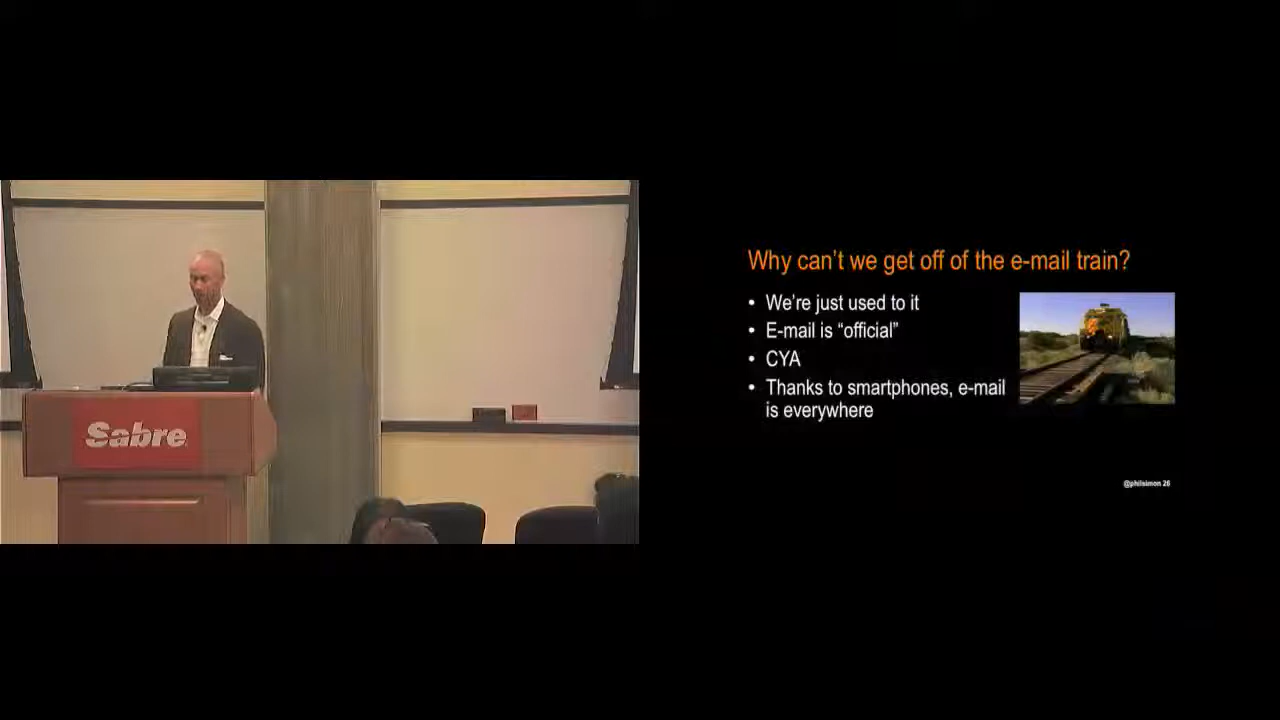 Sabre
Why can't we get off of the e-mail train?
• We're just used to it
• E-mail is “official”
• CYA
• Thanks to smartphones, e-mail
is everywhere
@philsimon 26